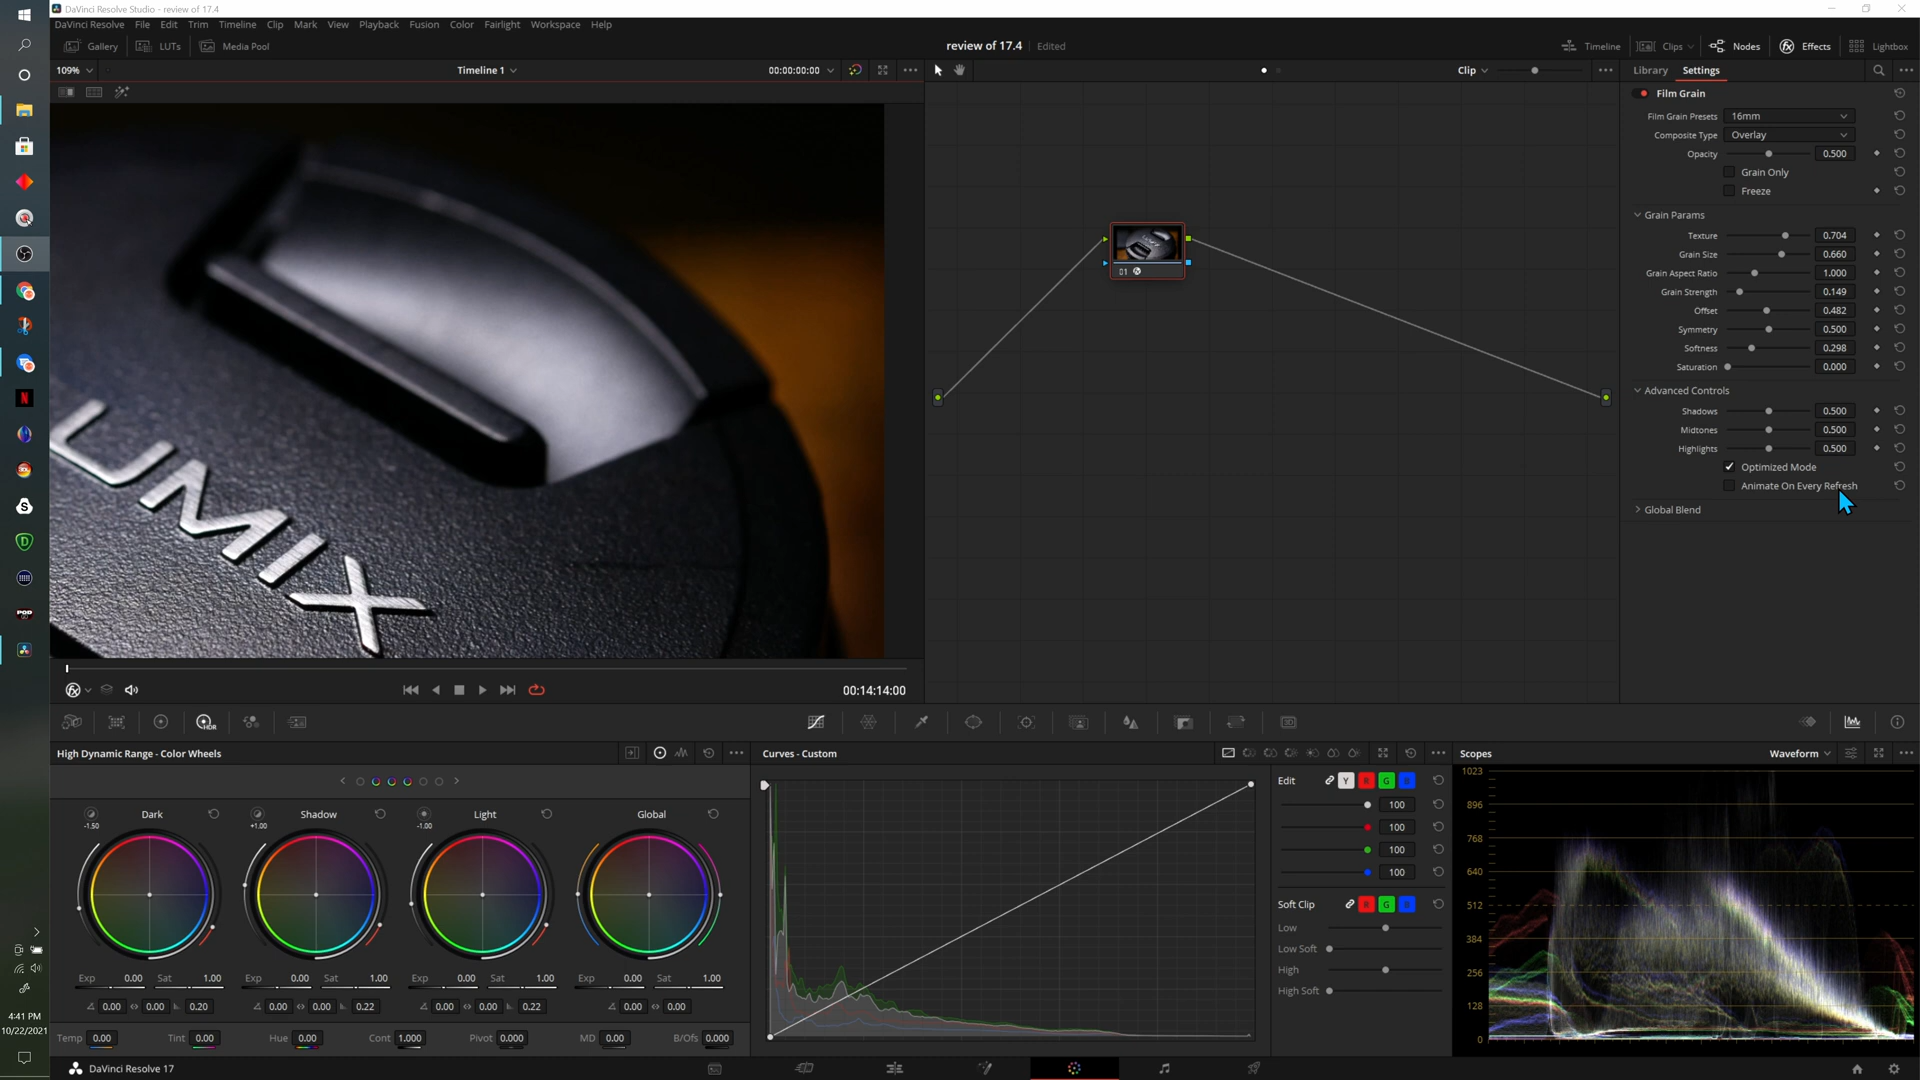 DaVinci Resolve Studio - review of 17.4
DaVinci Resolve File Edit Trim Timeline Clip Mark View Playback Fusion Color Fairlight Workspace Help
Gallery LUTs Media Pool
review of 17.4 Edited
Timeline Clips Nodes Effects Lightbox
109% Timeline 1 00:00:00:00
Clip
Library Settings
Film Grain
Film Grain Presets 16mm
Composite Type Overlay
Opacity 0.500
Grain Only
Freeze
Grain Params
Texture 0.704
Grain Size 0.660
Grain Aspect Ratio 1.000
Grain Strength 0.149
Offset 0.482
Symmetry 0.500
Softness 0.298
Saturation 0.000
Advanced Controls
Shadows 0.500
Midtones 0.500
Highlights 0.500
Optimized Mode
Animate On Every Refresh
Global Blend
01
UMIX
00:14:14:00
High Dynamic Range - Color Wheels
Dark Shadow Light Global
-1.50 +1.00 -1.00
Exp 0.00 Sat 1.00 Exp 0.00 Sat 1.00 Exp 0.00 Sat 1.00 Exp 0.00 Sat 1.00
0.00 0.00 0.20 0.00 0.00 0.22 0.00 0.00 0.22 0.00 0.00
Temp 0.00 Tint 0.00 Hue 0.00 Cont 1.000 Pivot 0.000 MD 0.00 B/Ofs 0.000
Curves - Custom
Edit Y R G B
100
100
100
100
Soft Clip R G B
Low
Low Soft
High
High Soft
Scopes Waveform
1023
896
768
640
512
384
256
128
0
4:41 PM
10/22/2021
DaVinci Resolve 17